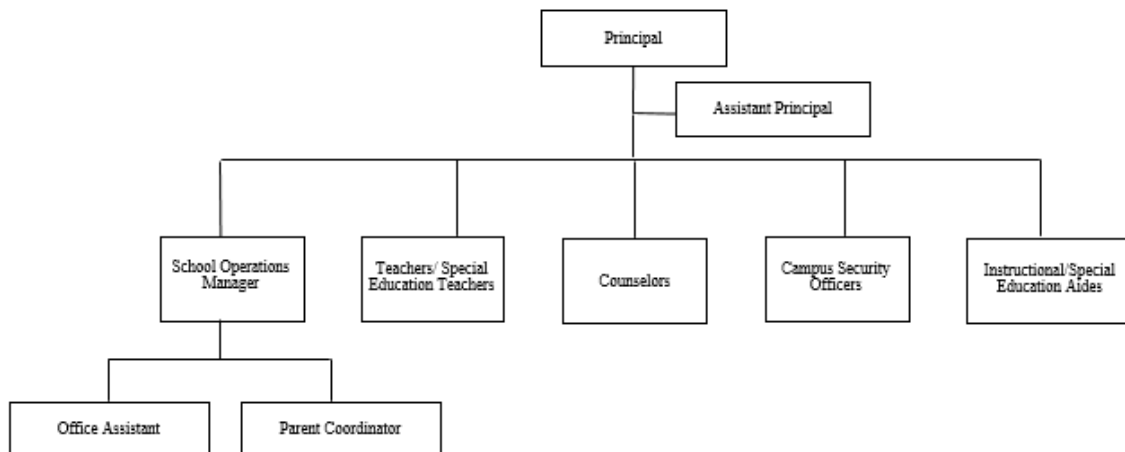 Principal
Assistant Principal
School Operations
Manager
Teachers/ Special
Education Teachers
Counselors
Campus Security
Officers
Instructional/Special
Education Aides
Office Assistant
Parent Coordinator